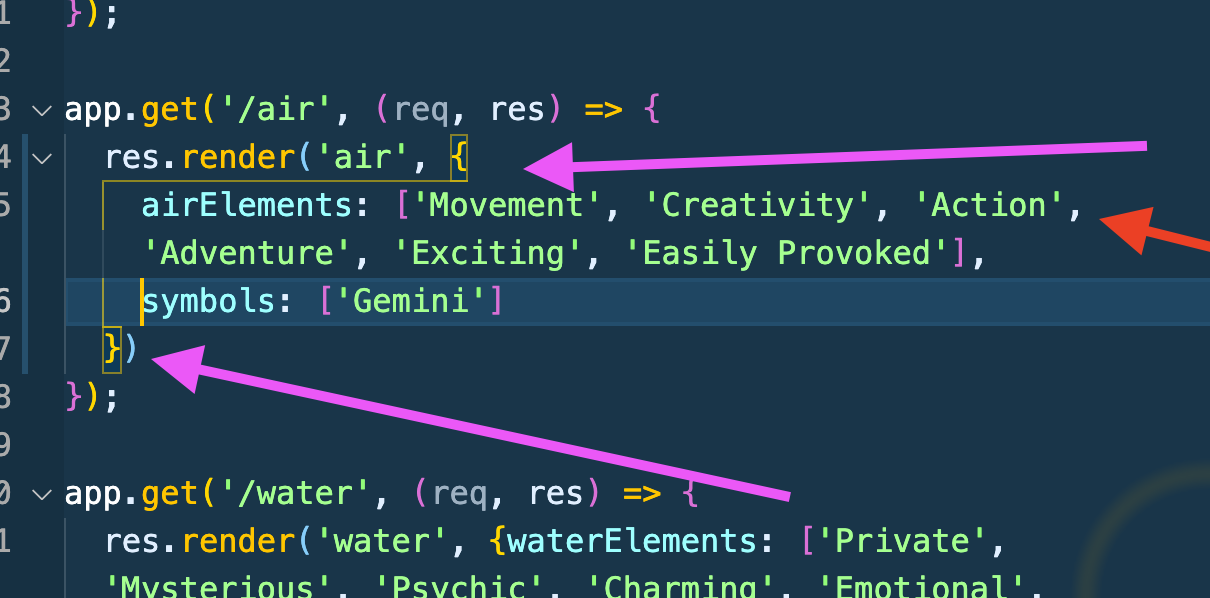 1 });
2
3 app.get('/air', (req, res) => {
4 res.render('air', {
5 airElements: ['Movement', 'Creativity', 'Action',
'Adventure', 'Exciting', 'Easily Provoked'],
6 symbols: ['Gemini']
7 })
8 });
9
0 app.get('/water', (req, res) => {
1 res.render('water', {waterElements: ['Private',
'Mysterious', 'Psychic', 'Charming', 'Emotional',